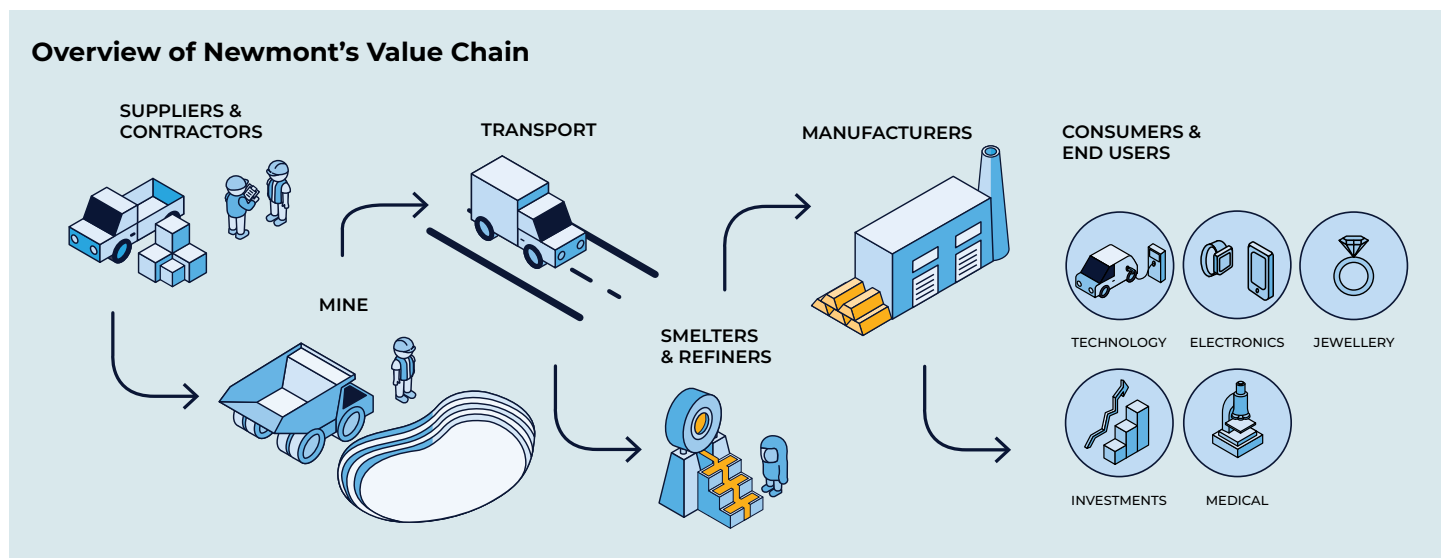 Overview of Newmont’s Value Chain
SUPPLIERS &
CONTRACTORS
MINE
TRANSPORT
SMELTERS
& REFINERS
MANUFACTURERS
CONSUMERS &
END USERS
TECHNOLOGY
ELECTRONICS
JEWELLERY
INVESTMENTS
MEDICAL